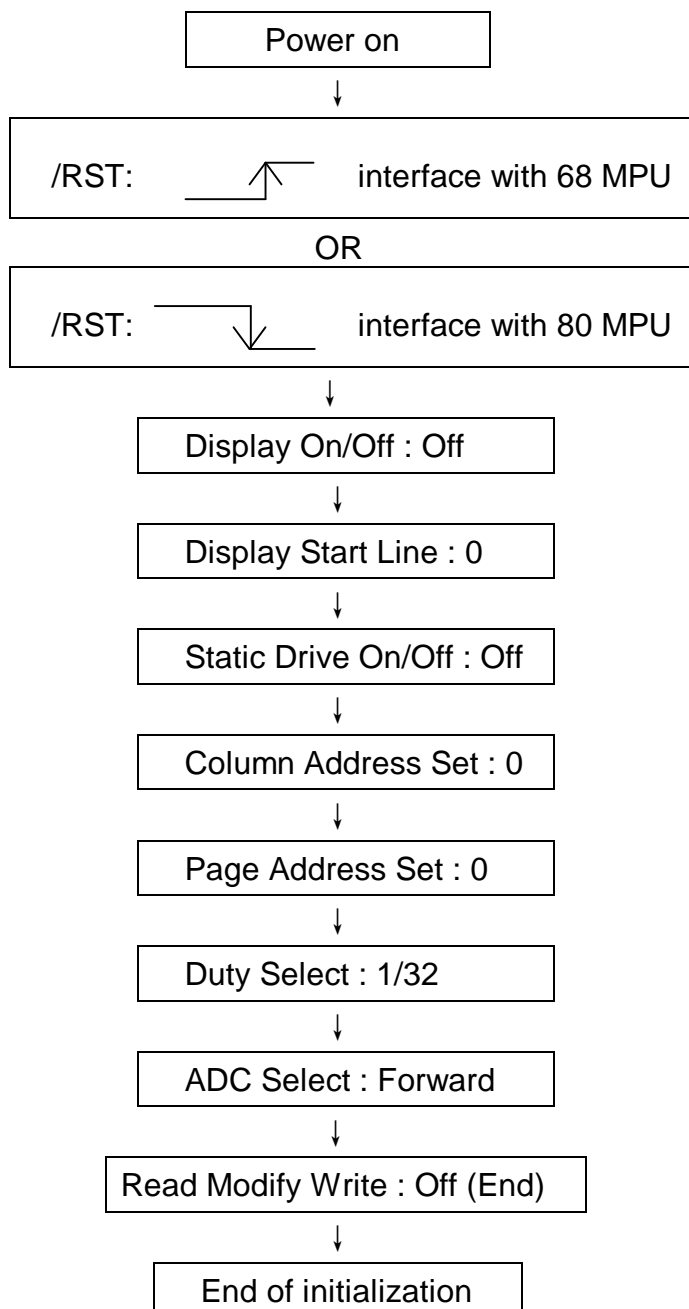 Power on
/RST: interface with 68 MPU
OR
/RST: interface with 80 MPU
Display On/Off : Off
Display Start Line : 0
Static Drive On/Off : Off
Column Address Set : 0
Page Address Set : 0
Duty Select : 1/32
ADC Select : Forward
Read Modify Write : Off (End)
End of initialization